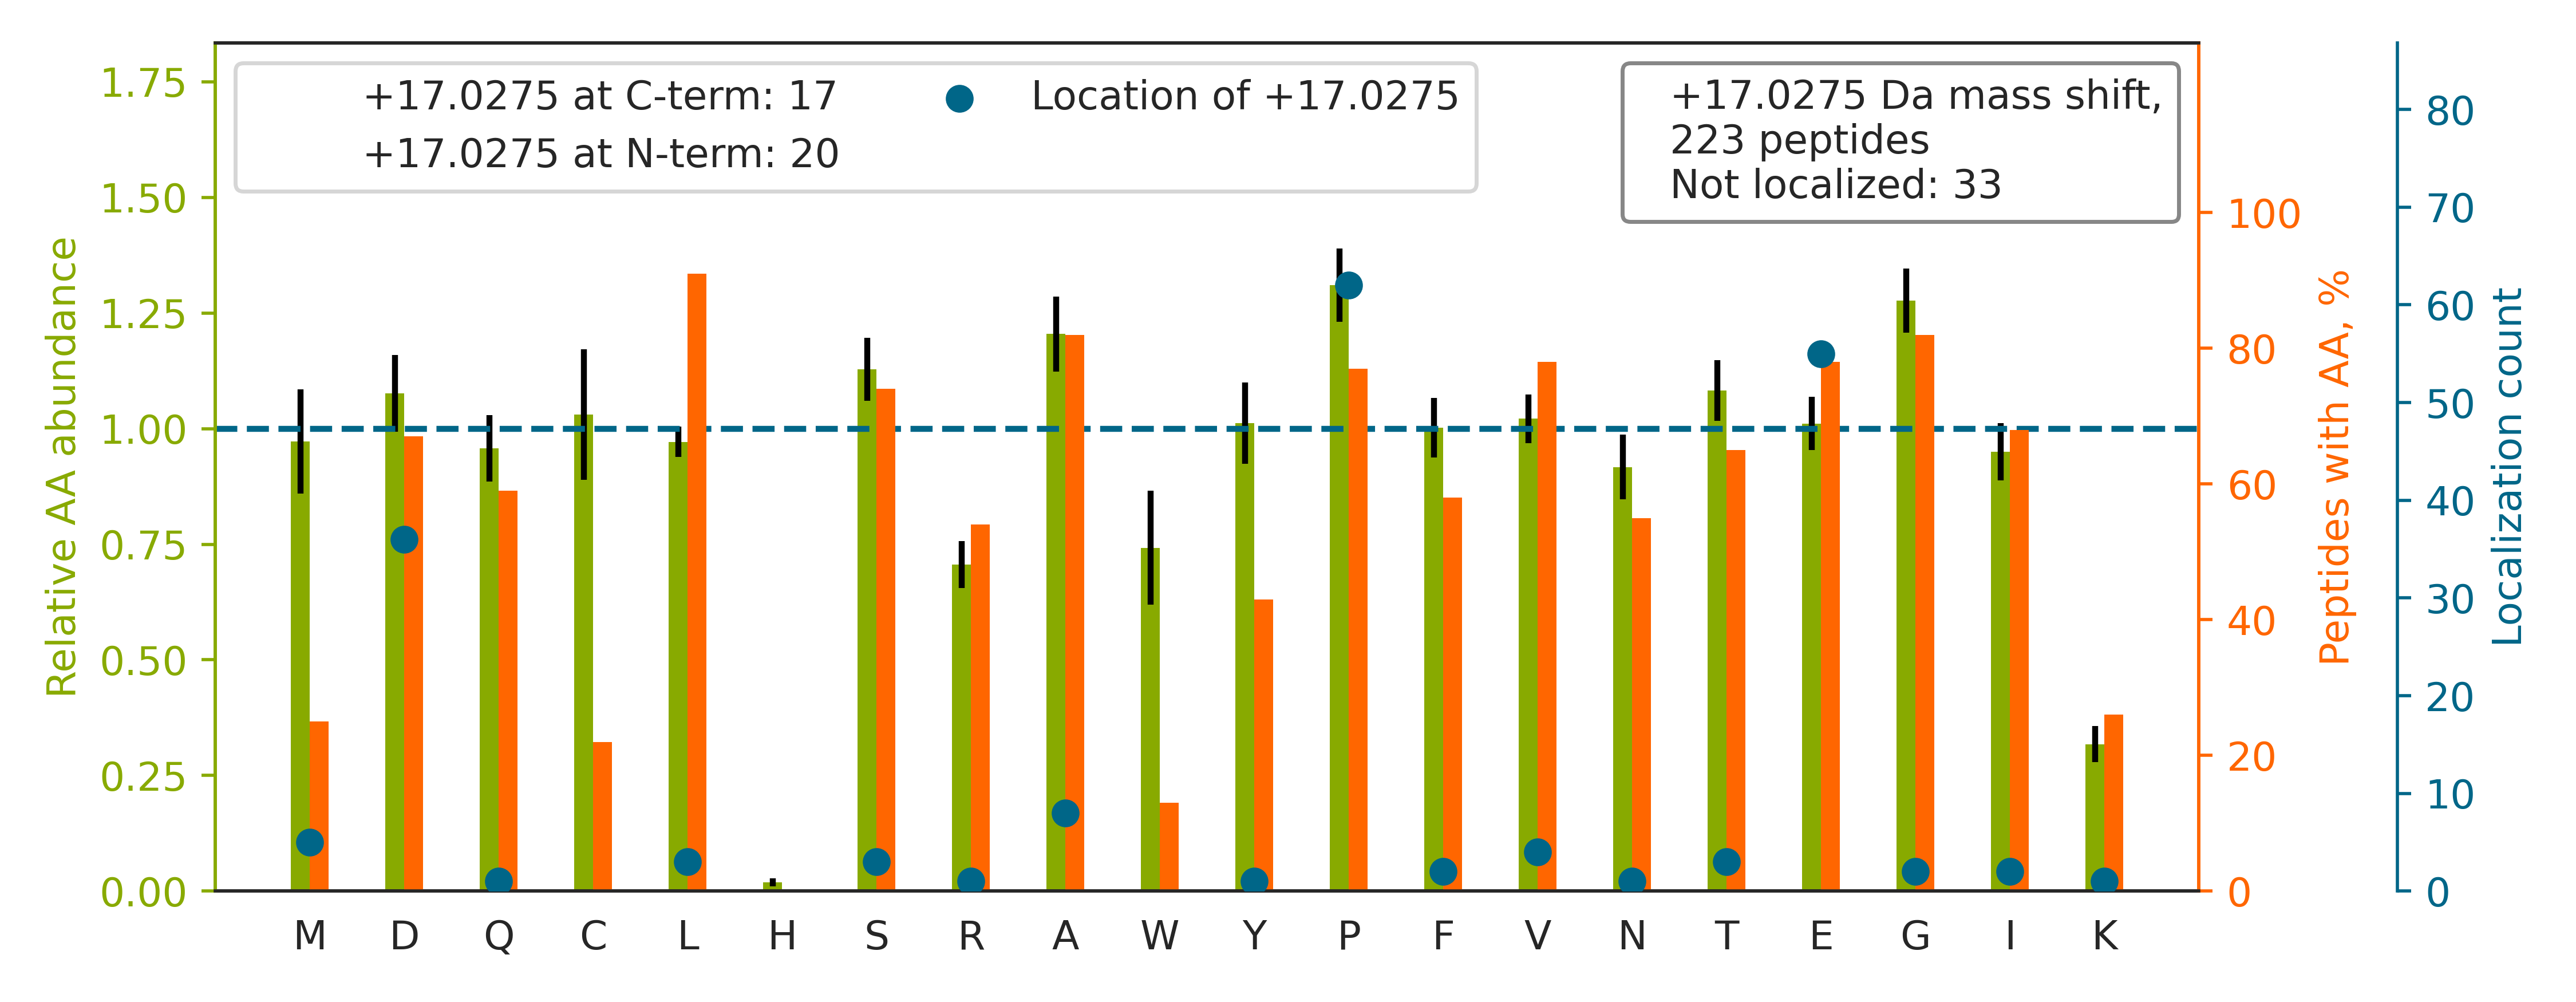 +17.0275 at C-term: 17
+17.0275 at N-term: 20
Location of +17.0275
+17.0275 Da mass shift,
223 peptides
Not localized: 33
Relative AA abundance
1.75
1.50
1.25
1.00
0.75
0.50
0.25
0.00
M D Q C L H S R A W Y P F V N T E G I K
100
80
60
40
20
0
Peptides with AA, %
80
70
60
50
40
30
20
10
0
Localization count